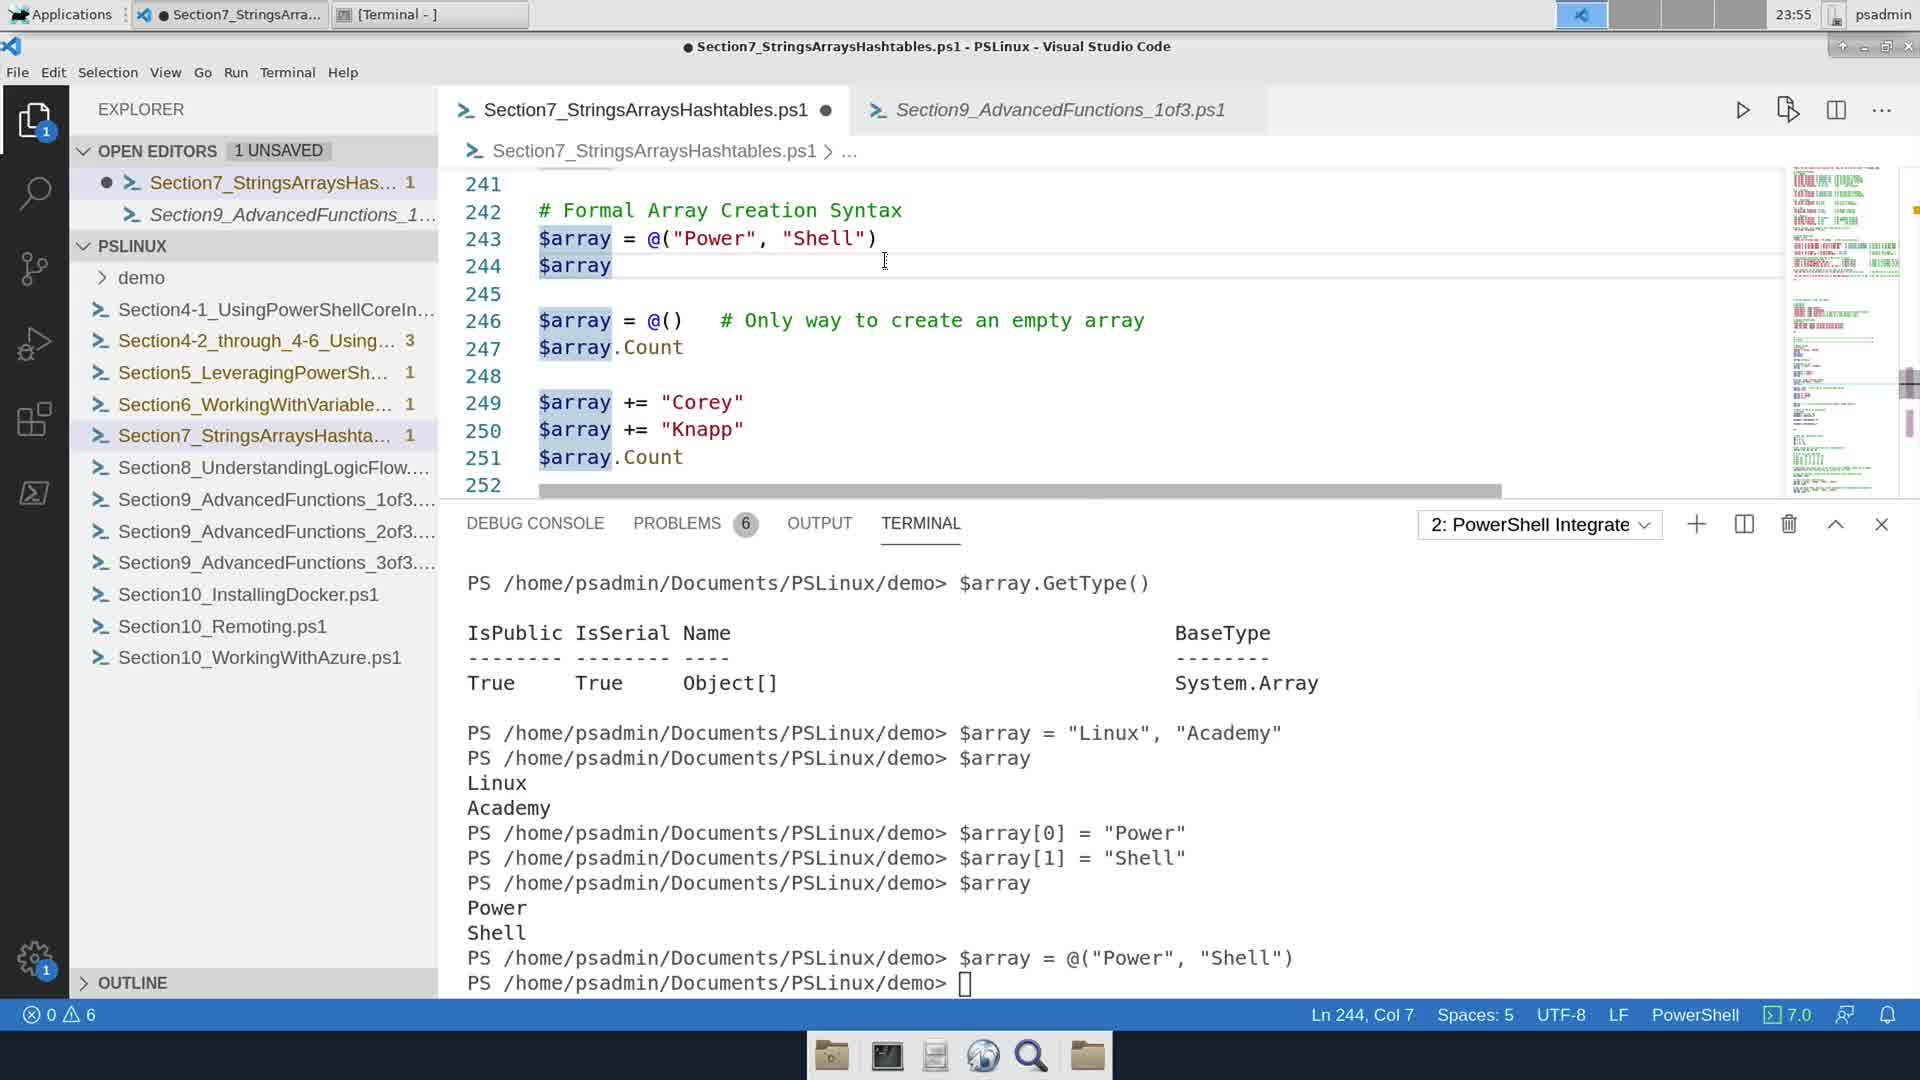 Applications
● Section7_StringsArra...
[Terminal - ]
23:55
psadmin
● Section7_StringsArraysHashtables.ps1 - PSLinux - Visual Studio Code
File Edit Selection View Go Run Terminal Help
EXPLORER
OPEN EDITORS 1 UNSAVED
Section7_StringsArraysHas... 1
Section9_AdvancedFunctions_1...
PSLINUX
demo
Section4-1_UsingPowerShellCoreIn...
Section4-2_through_4-6_Using... 3
Section5_LeveragingPowerSh... 1
Section6_WorkingWithVariable... 1
Section7_StringsArraysHashta... 1
Section8_UnderstandingLogicFlow....
Section9_AdvancedFunctions_1of3....
Section9_AdvancedFunctions_2of3....
Section9_AdvancedFunctions_3of3....
Section10_InstallingDocker.ps1
Section10_Remoting.ps1
Section10_WorkingWithAzure.ps1
OUTLINE
1
1
Section7_StringsArraysHashtables.ps1 ●
Section9_AdvancedFunctions_1of3.ps1
Section7_StringsArraysHashtables.ps1 > ...
241
242 # Formal Array Creation Syntax
243 $array = @("Power", "Shell")
244 $array
245
246 $array = @() # Only way to create an empty array
247 $array.Count
248
249 $array += "Corey"
250 $array += "Knapp"
251 $array.Count
252
DEBUG CONSOLE PROBLEMS 6 OUTPUT TERMINAL
2: PowerShell Integrate
PS /home/psadmin/Documents/PSLinux/demo> $array.GetType()
IsPublic IsSerial Name BaseType
-------- -------- ---- --------
True True Object[] System.Array
PS /home/psadmin/Documents/PSLinux/demo> $array = "Linux", "Academy"
PS /home/psadmin/Documents/PSLinux/demo> $array
Linux
Academy
PS /home/psadmin/Documents/PSLinux/demo> $array[0] = "Power"
PS /home/psadmin/Documents/PSLinux/demo> $array[1] = "Shell"
PS /home/psadmin/Documents/PSLinux/demo> $array
Power
Shell
PS /home/psadmin/Documents/PSLinux/demo> $array = @("Power", "Shell")
PS /home/psadmin/Documents/PSLinux/demo>
0 6
Ln 244, Col 7 Spaces: 5 UTF-8 LF PowerShell 7.0